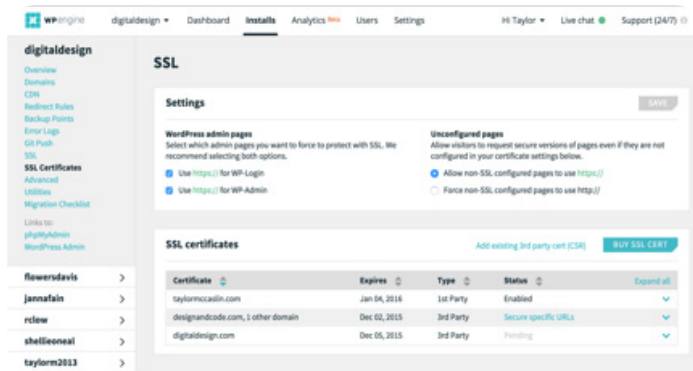 WPengine digitaldesign Dashboard Installs Analytics Beta Users Settings Hi Taylor Live chat Support (24/7)
digitaldesign
Overview
Domains
CDN
Redirect Rules
Backup Points
Error Logs
Git Push
SSL
SSL Certificates
Advanced
Utilities
Migration Checklist
Links to:
phpMyAdmin
WordPress Admin
flowersdavis
jannafain
rclow
shellieoneal
taylorm2013
SSL
Settings
SAVE
WordPress admin pages
Select which admin pages you want to force to protect with SSL. We
recommend selecting both options.
Use https:// for WP-Login
Use https:// for WP-Admin
Unconfigured pages
Allow visitors to request secure versions of pages even if they are not
configured in your certificate settings below.
Allow non-SSL configured pages to use https://
Force non-SSL configured pages to use http://
SSL certificates
Add existing 3rd party cert (CSR)
BUY SSL CERT
Certificate Expires Type Status Expand all
taylormccaslin.com Jan 04, 2016 1st Party Enabled
designandcode.com, 1 other domain Dec 02, 2015 3rd Party Secure specific URLs
digitaldesign.com Dec 05, 2015 3rd Party Pending